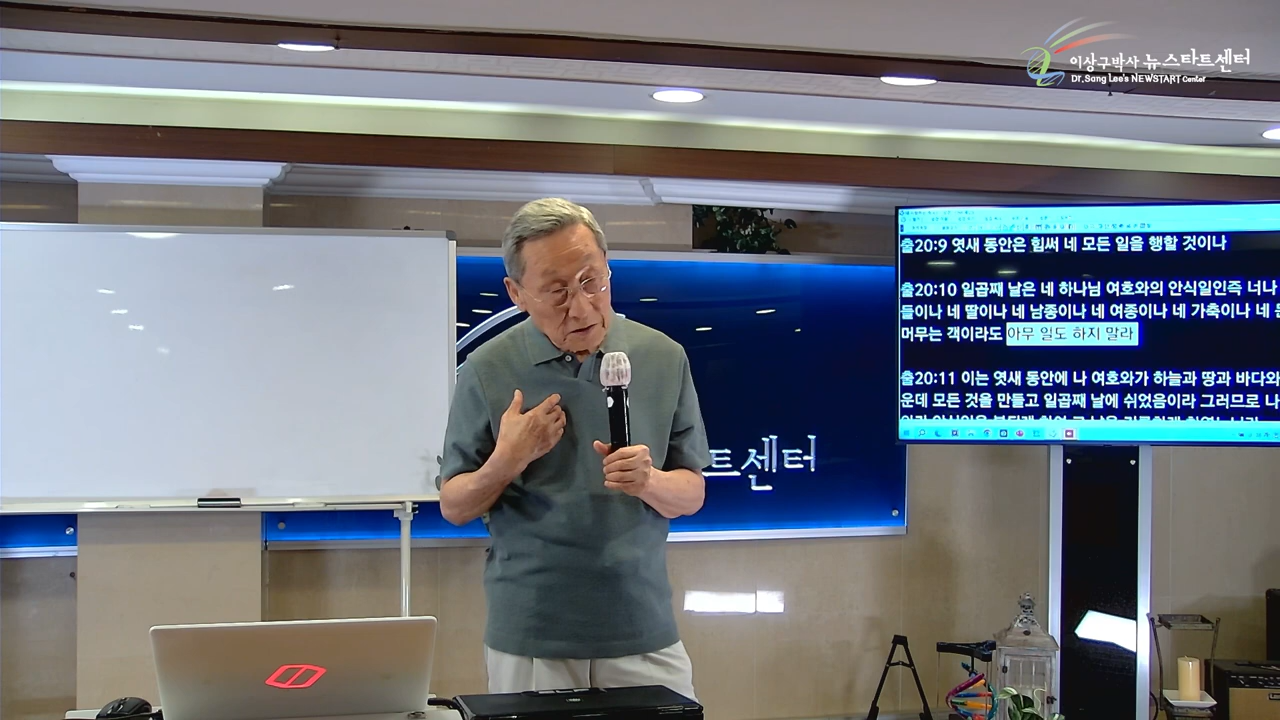 이상구박사 뉴스타트센터
Dr.Sang Lee's NEWSTART Center
출20:9 엿새 동안은 힘써 네 모든 일을 행할 것이나
출20:10 일곱째 날은 네 하나님 여호와의 안식일인즉 너나
들이나 네 딸이나 네 남종이나 네 여종이나 네 가축이나 네
머무는 객이라도 아무 일도 하지 말라
출20:11 이는 엿새 동안에 나 여호와가 하늘과 땅과 바다와
운데 모든 것을 만들고 일곱째 날에 쉬었음이라 그러므로 나
트센터